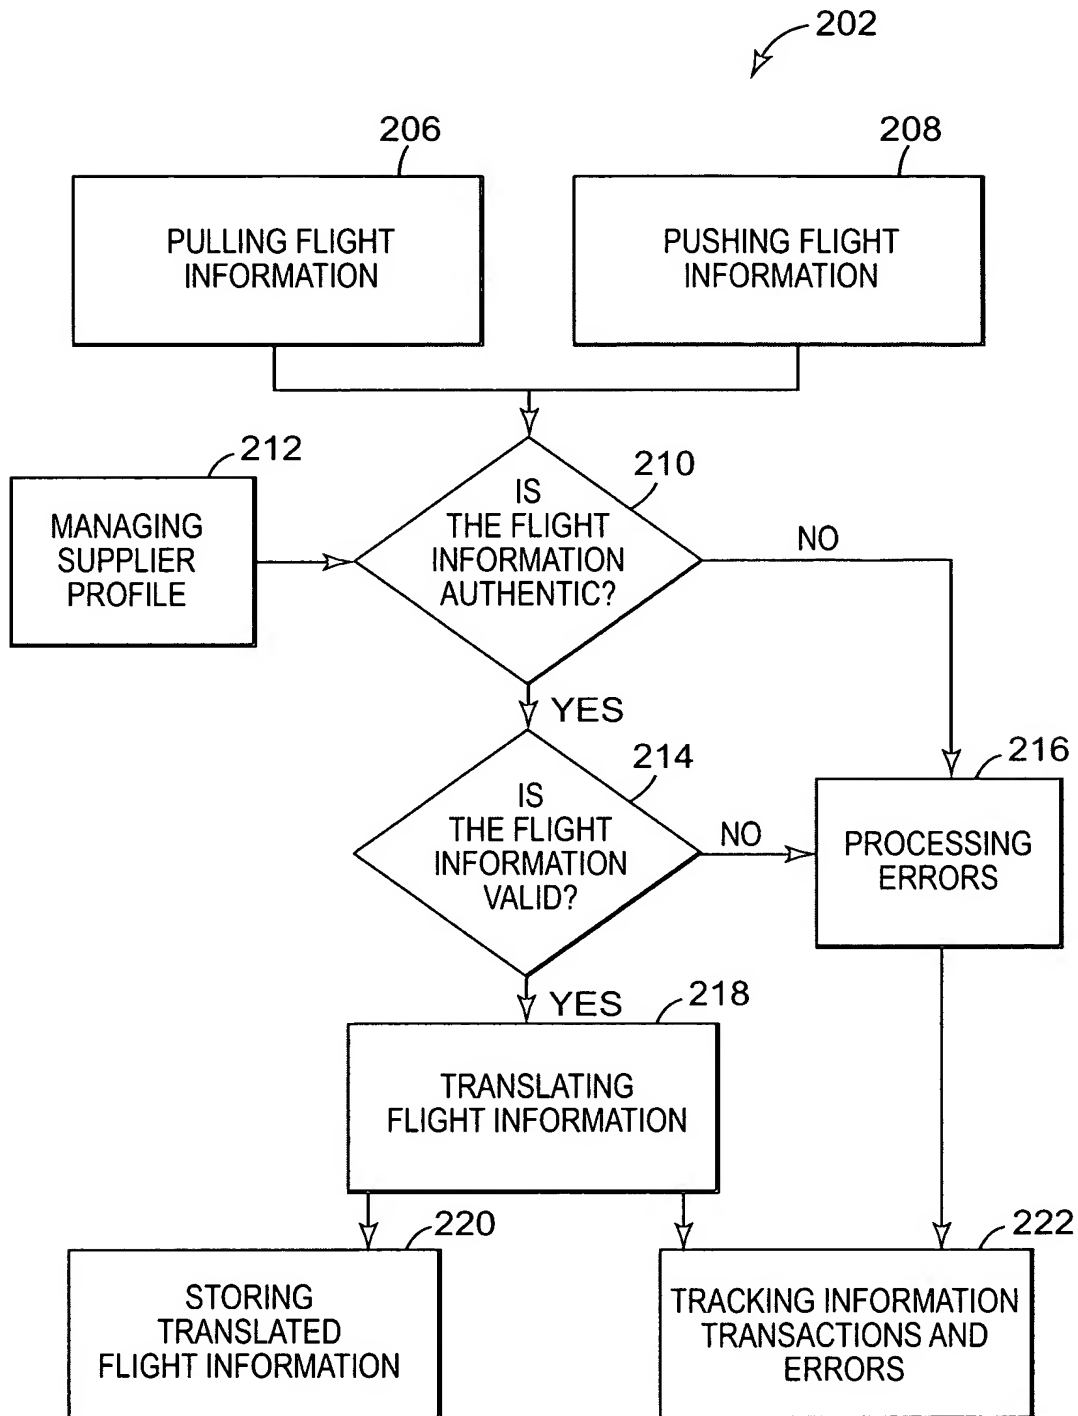 202
206
208
PULLING FLIGHT
INFORMATION
PUSHING FLIGHT
INFORMATION
212
210
MANAGING
SUPPLIER
PROFILE
IS
THE FLIGHT
INFORMATION
AUTHENTIC?
NO
YES
214
216
IS
THE FLIGHT
INFORMATION
VALID?
NO
PROCESSING
ERRORS
YES
218
TRANSLATING
FLIGHT INFORMATION
220
222
STORING
TRANSLATED
FLIGHT INFORMATION
TRACKING INFORMATION
TRANSACTIONS AND
ERRORS